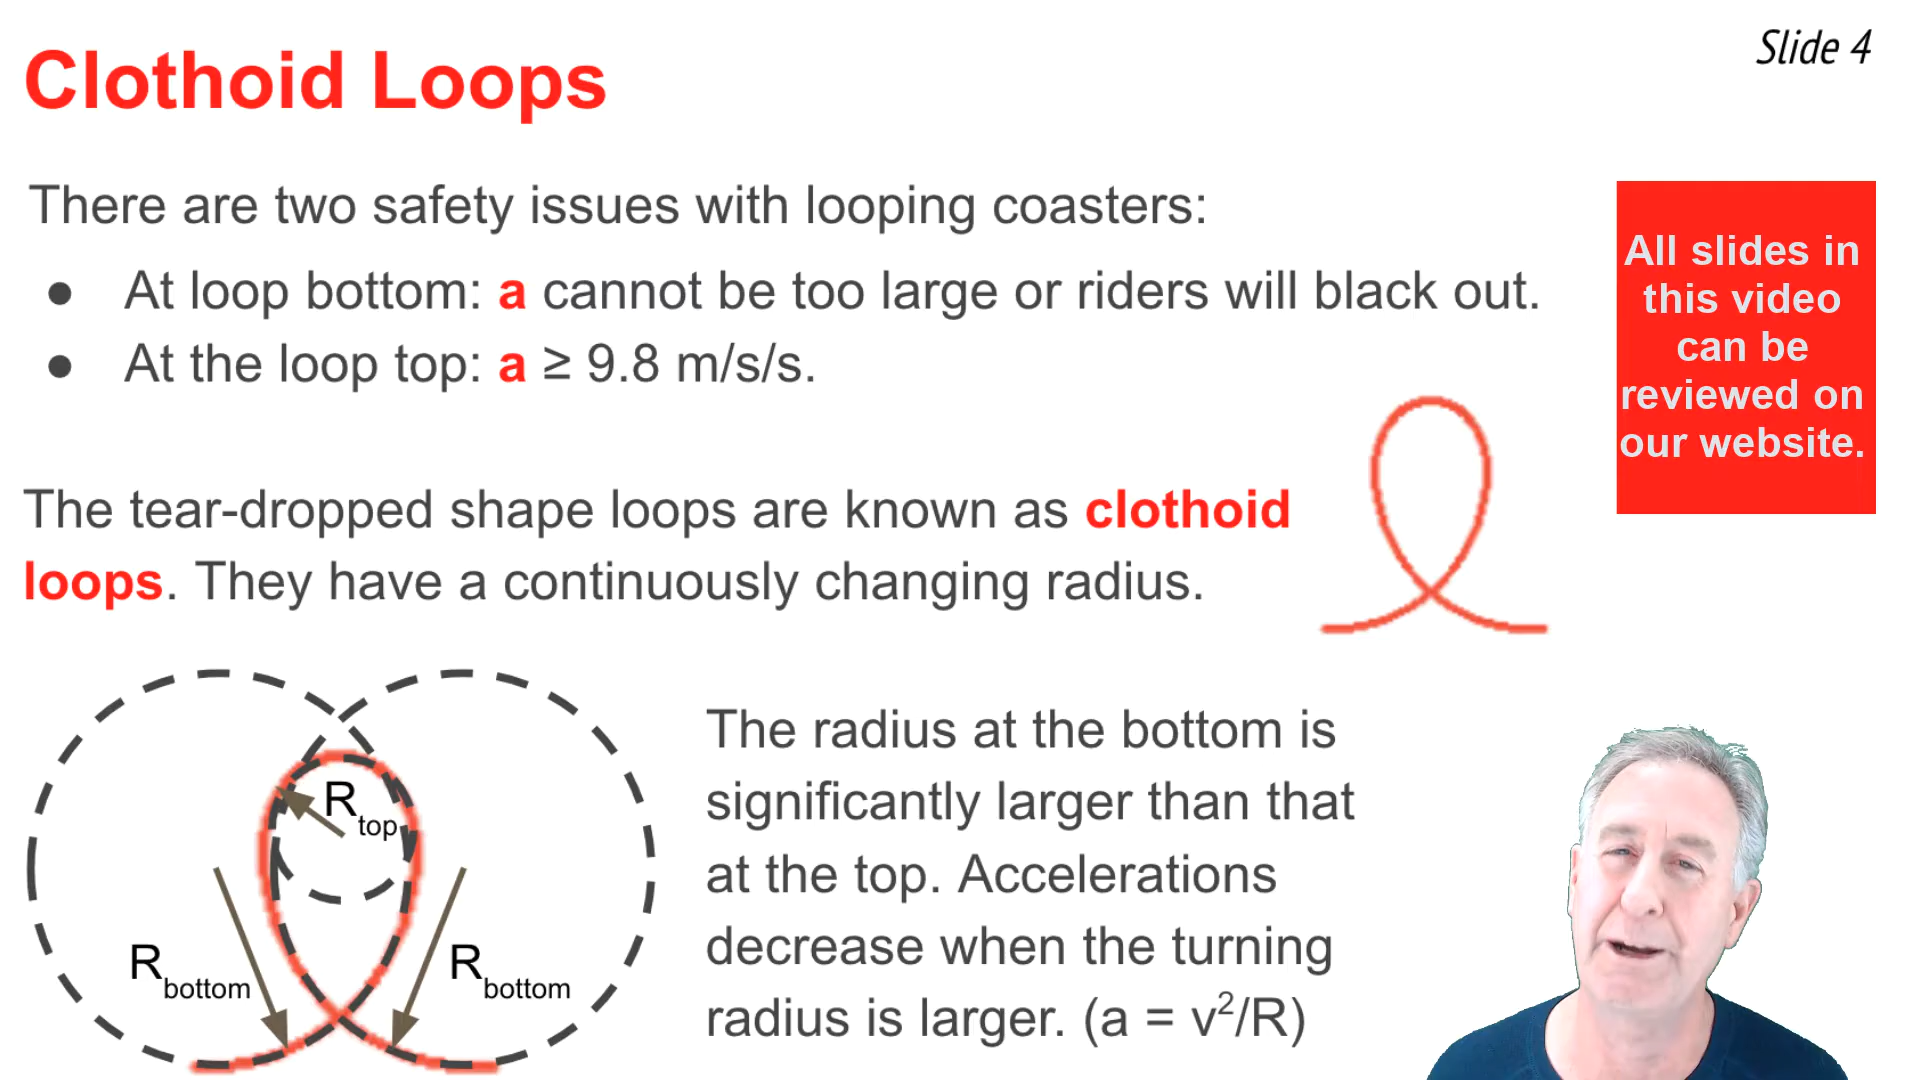 Slide 4
Clothoid Loops
There are two safety issues with looping coasters:
● At loop bottom: a cannot be too large or riders will black out.
● At the loop top: a ≥ 9.8 m/s/s.
All slides in
this video
can be
reviewed on
our website.
The tear-dropped shape loops are known as clothoid
loops. They have a continuously changing radius.
R top
R bottom
R bottom
The radius at the bottom is
significantly larger than that
at the top. Accelerations
decrease when the turning
radius is larger. (a = v²/R)